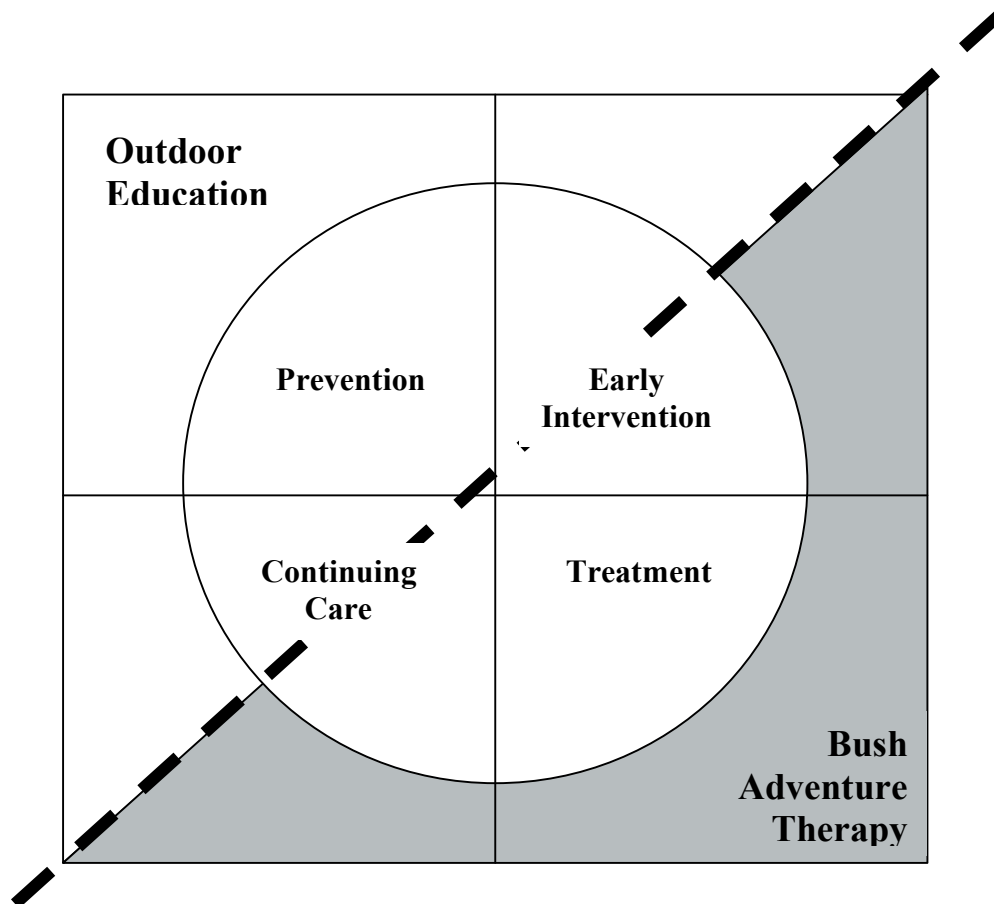 Outdoor
Education
Prevention
Early
Intervention
Continuing
Care
Treatment
Bush
Adventure
Therapy